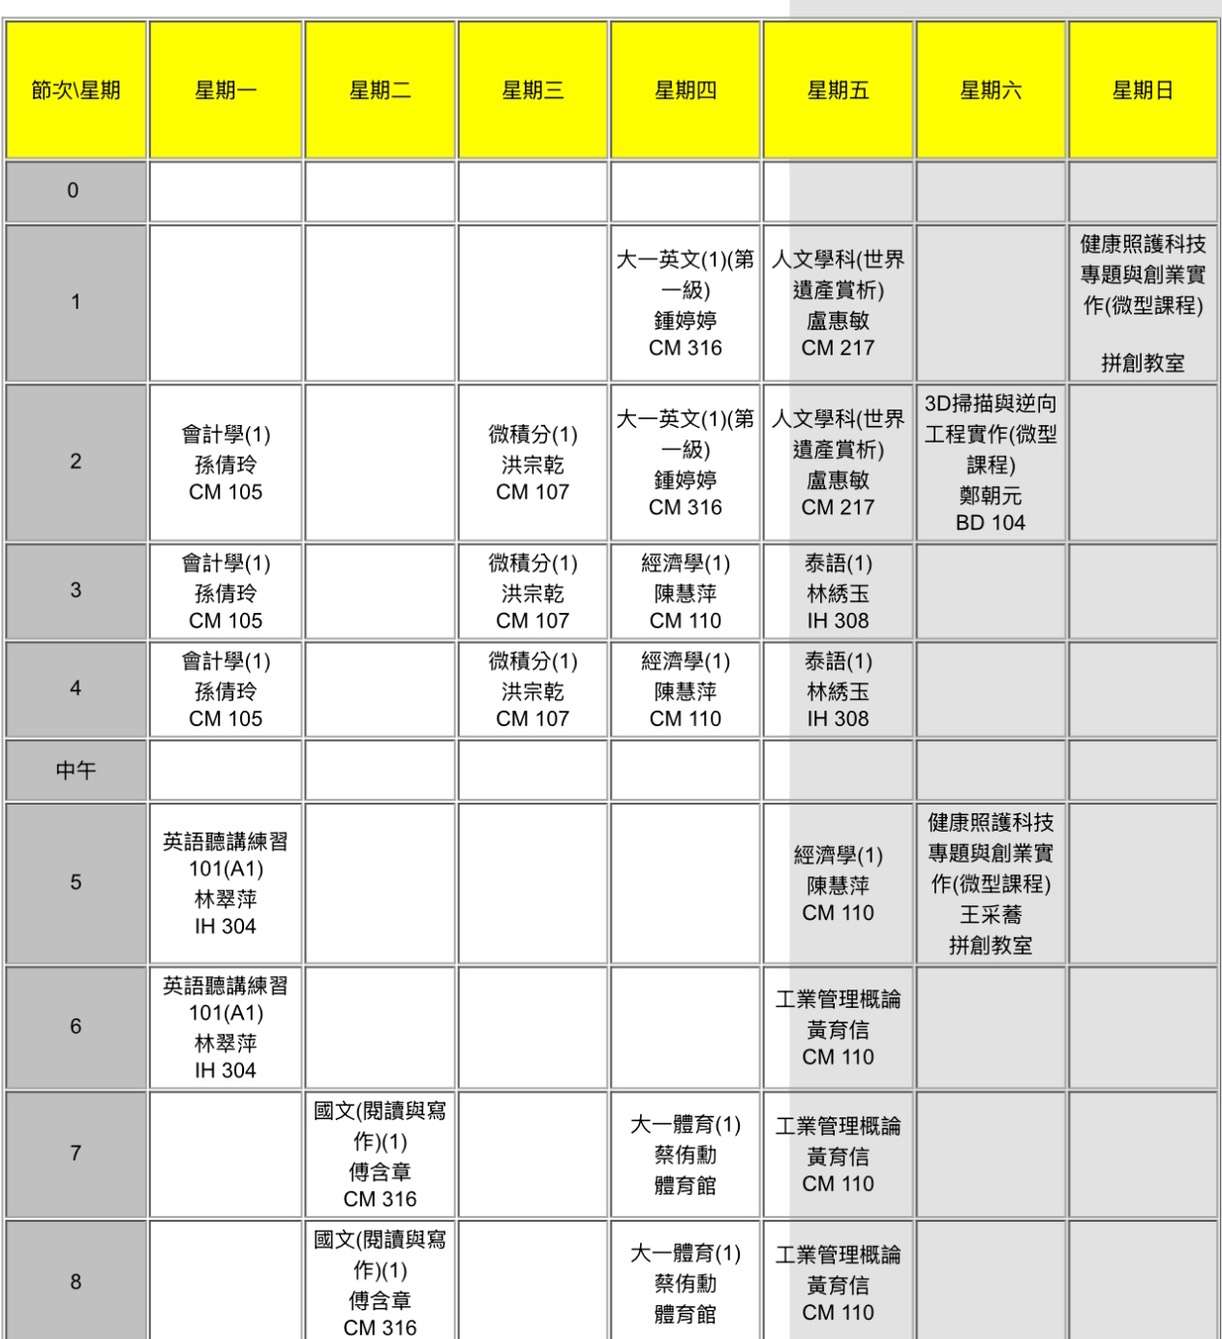 節次\星期
星期一
星期二
星期三
星期四
星期五
星期六
星期日
0
1
大一英文(1)(第
一級)
鍾婷婷
CM 316
人文學科(世界
遺產賞析)
盧惠敏
CM 217
健康照護科技
專題與創業實
作(微型課程)
拼創教室
2
會計學(1)
孫倩玲
CM 105
微積分(1)
洪宗乾
CM 107
大一英文(1)(第
一級)
鍾婷婷
CM 316
人文學科(世界
遺產賞析)
盧惠敏
CM 217
3D掃描與逆向
工程實作(微型
課程)
鄭朝元
BD 104
3
會計學(1)
孫倩玲
CM 105
微積分(1)
洪宗乾
CM 107
經濟學(1)
陳慧萍
CM 110
泰語(1)
林綉玉
IH 308
4
會計學(1)
孫倩玲
CM 105
微積分(1)
洪宗乾
CM 107
經濟學(1)
陳慧萍
CM 110
泰語(1)
林綉玉
IH 308
中午
5
英語聽講練習
101(A1)
林翠萍
IH 304
經濟學(1)
陳慧萍
CM 110
健康照護科技
專題與創業實
作(微型課程)
王采蕎
拼創教室
6
英語聽講練習
101(A1)
林翠萍
IH 304
工業管理概論
黃育信
CM 110
7
國文(閱讀與寫
作)(1)
傅含章
CM 316
大一體育(1)
蔡侑勳
體育館
工業管理概論
黃育信
CM 110
8
國文(閱讀與寫
作)(1)
傅含章
CM 316
大一體育(1)
蔡侑勳
體育館
工業管理概論
黃育信
CM 110